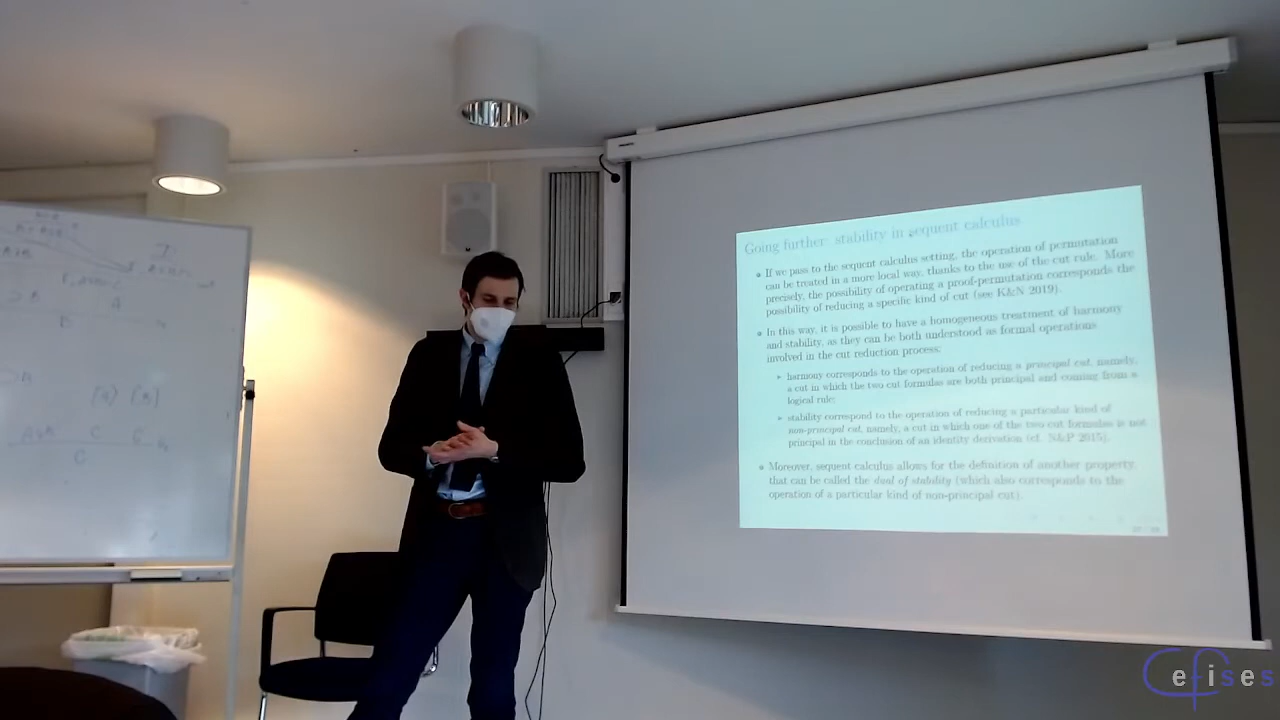 Going further: stability in sequent calculus
If we pass to the sequent calculus setting, the operation of permutation
can be treated in a more local way, thanks to the use of the cut rule. More
precisely, the possibility of operating a proof-permutation corresponds the
possibility of reducing a specific kind of cut (see K&N 2019).
In this way, it is possible to have a homogeneous treatment of harmony
and stability, as they can be both understood as formal operations
involved in the cut reduction process:
harmony corresponds to the operation of reducing a principal cut, namely,
a cut in which the two cut formulas are both principal and coming from a
logical rule;
stability correspond to the operation of reducing a particular kind of
non-principal cut, namely, a cut in which one of the two cut formulas is not
principal in the conclusion of an identity derivation (cf. N&P 2015).
Moreover, sequent calculus allows for the definition of another property,
that can be called the dual of stability (which also corresponds to the
operation of a particular kind of non-principal cut).
Cefises